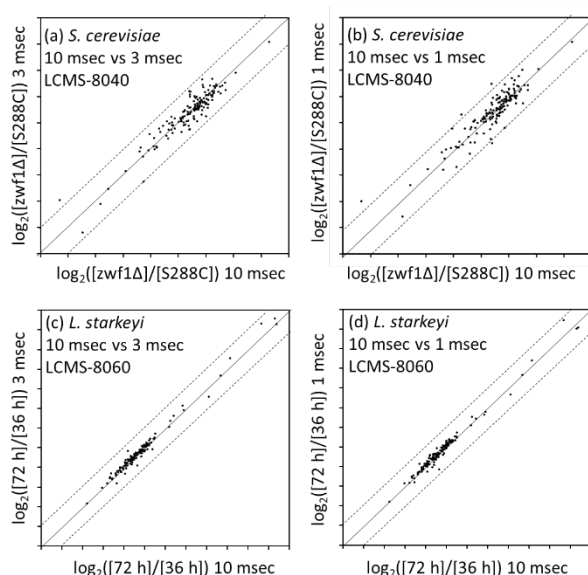 (a) S. cerevisiae
10 msec vs 3 msec
LCMS-8040
log₂([zwf1Δ]/[S288C]) 3 msec
log₂([zwf1Δ]/[S288C]) 10 msec
(b) S. cerevisiae
10 msec vs 1 msec
LCMS-8040
log₂([zwf1Δ]/[S288C]) 1 msec
log₂([zwf1Δ]/[S288C]) 10 msec
(c) L. starkeyi
10 msec vs 3 msec
LCMS-8060
log₂([72 h]/[36 h]) 3 msec
log₂([72 h]/[36 h]) 10 msec
(d) L. starkeyi
10 msec vs 1 msec
LCMS-8060
log₂([72 h]/[36 h]) 1 msec
log₂([72 h]/[36 h]) 10 msec